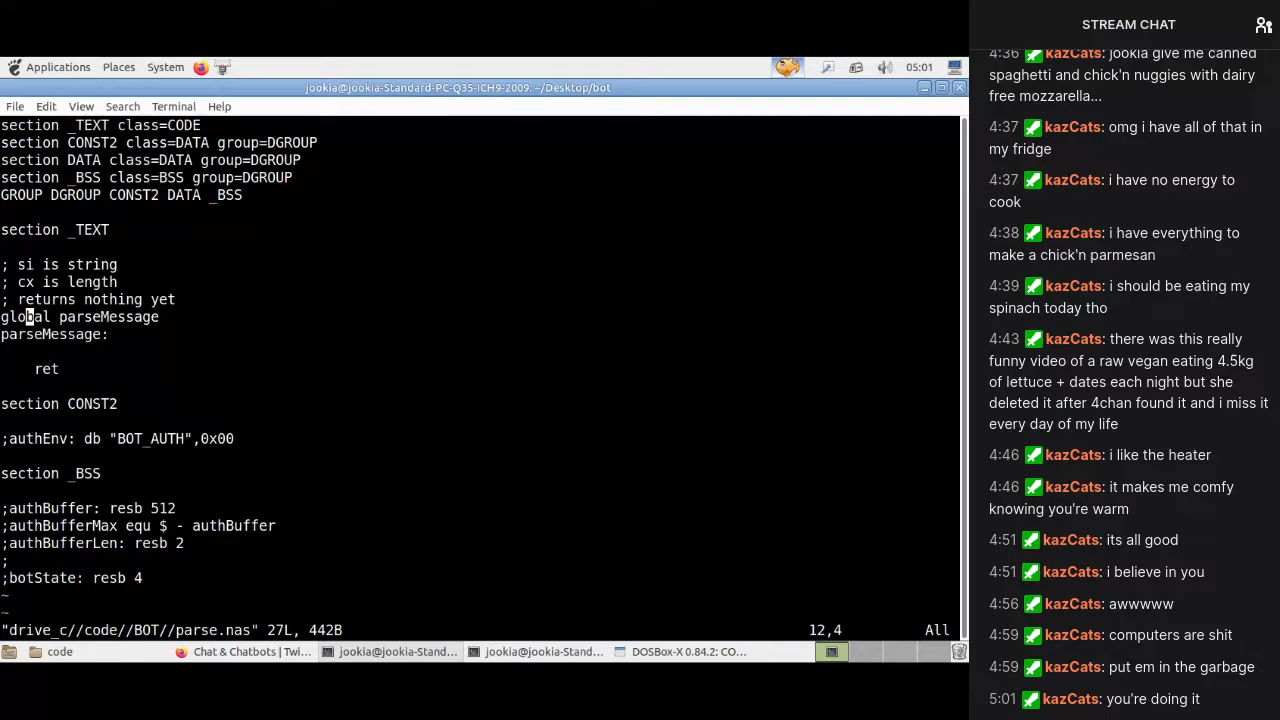 Applications Places System 05:01
jookia@jookia-Standard-PC-Q35-ICH9-2009: ~/Desktop/bot
File Edit View Search Terminal Help
section _TEXT class=CODE
section CONST2 class=DATA group=DGROUP
section DATA class=DATA group=DGROUP
section _BSS class=BSS group=DGROUP
GROUP DGROUP CONST2 DATA _BSS
section _TEXT
; si is string
; cx is length
; returns nothing yet
global parseMessage
parseMessage:
ret
section CONST2
;authEnv: db "BOT_AUTH",0x00
section _BSS
;authBuffer: resb 512
;authBufferMax equ $ - authBuffer
;authBufferLen: resb 2
;
;botState: resb 4
~
~
"drive_c//code//BOT//parse.nas" 27L, 442B 12,4 All
code Chat & Chatbots | Twi... jookia@jookia-Stand... jookia@jookia-Stand... DOSBox-X 0.84.2: CO...
STREAM CHAT
4:36 kazCats: jookia give me canned
spaghetti and chick'n nuggies with dairy
free mozzarella...
4:37 kazCats: omg i have all of that in
my fridge
4:37 kazCats: i have no energy to
cook
4:38 kazCats: i have everything to
make a chick'n parmesan
4:39 kazCats: i should be eating my
spinach today tho
4:43 kazCats: there was this really
funny video of a raw vegan eating 4.5kg
of lettuce + dates each night but she
deleted it after 4chan found it and i miss it
every day of my life
4:46 kazCats: i like the heater
4:46 kazCats: it makes me comfy
knowing you're warm
4:51 kazCats: its all good
4:51 kazCats: i believe in you
4:56 kazCats: awwwww
4:59 kazCats: computers are shit
4:59 kazCats: put em in the garbage
5:01 kazCats: you're doing it